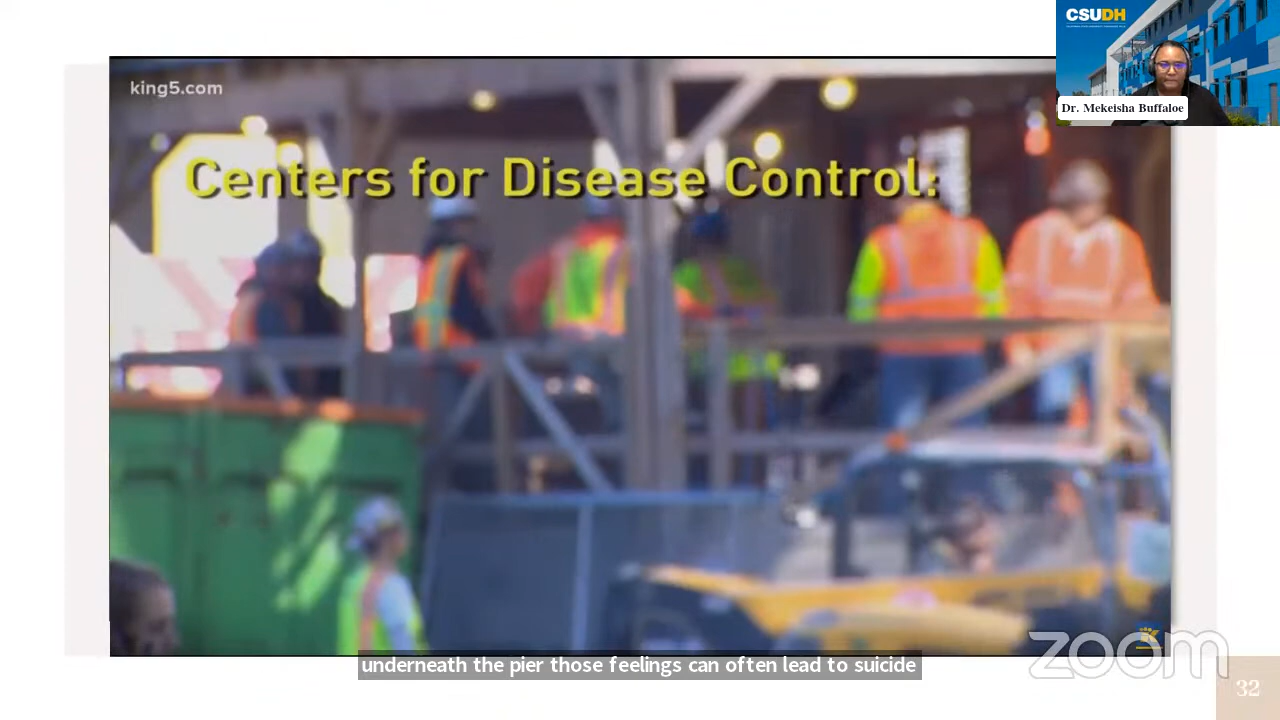 CSUDH
Dr. Mekeisha Buffaloe
king5.com
Centers for Disease Control:
underneath the pier those feelings can often lead to suicide
zoom
32